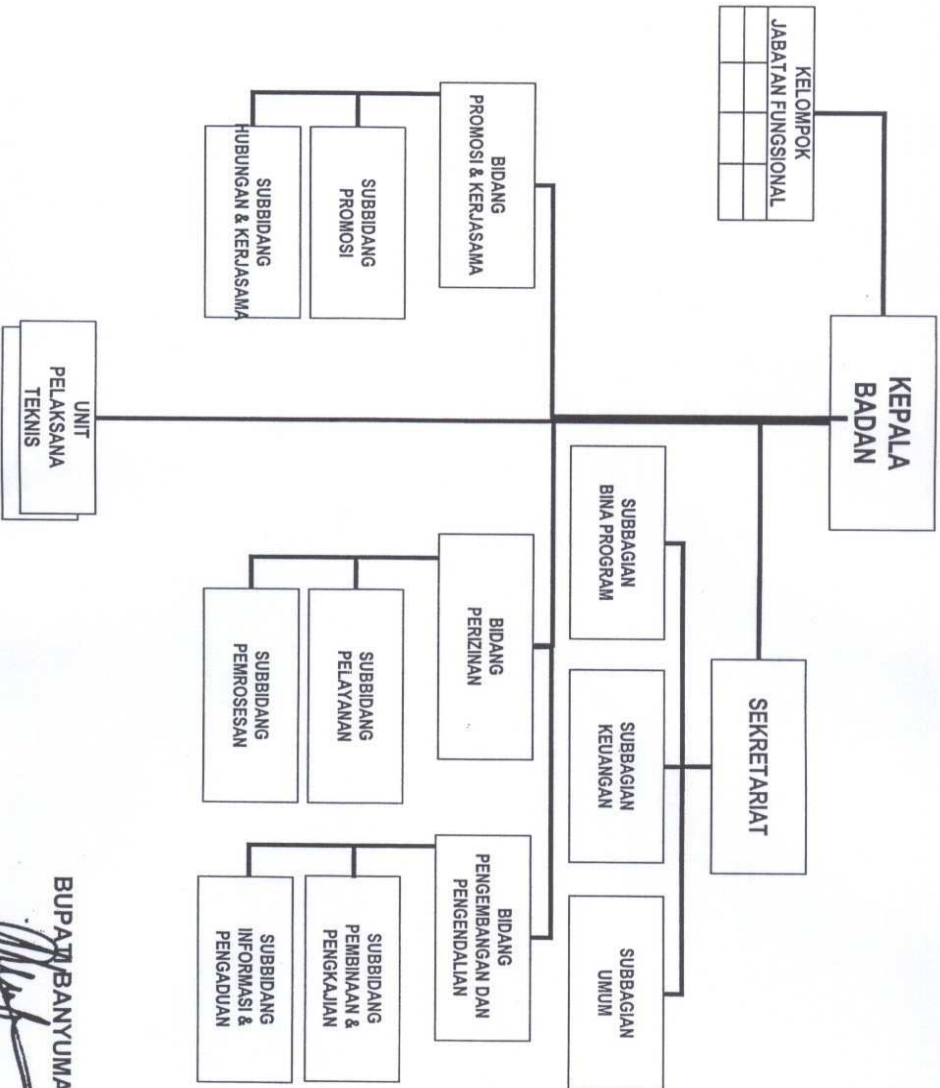 KEPALA
BADAN
KELOMPOK
JABATAN FUNGSIONAL
SEKRETARIAT
SUBBAGIAN
BINA PROGRAM
SUBBAGIAN
KEUANGAN
SUBBAGIAN
UMUM
BIDANG
PROMOSI & KERJASAMA
SUBBIDANG
PROMOSI
SUBBIDANG
HUBUNGAN & KERJASAMA
BIDANG
PERIZINAN
SUBBIDANG
PELAYANAN
SUBBIDANG
PEMROSESAN
BIDANG
PENGEMBANGAN DAN
PENGENDALIAN
SUBBIDANG
PEMBINAAN &
PENGKAJIAN
SUBBIDANG
INFORMASI &
PENGADUAN
UNIT
PELAKSANA
TEKNIS
BUPATI BANYUMA